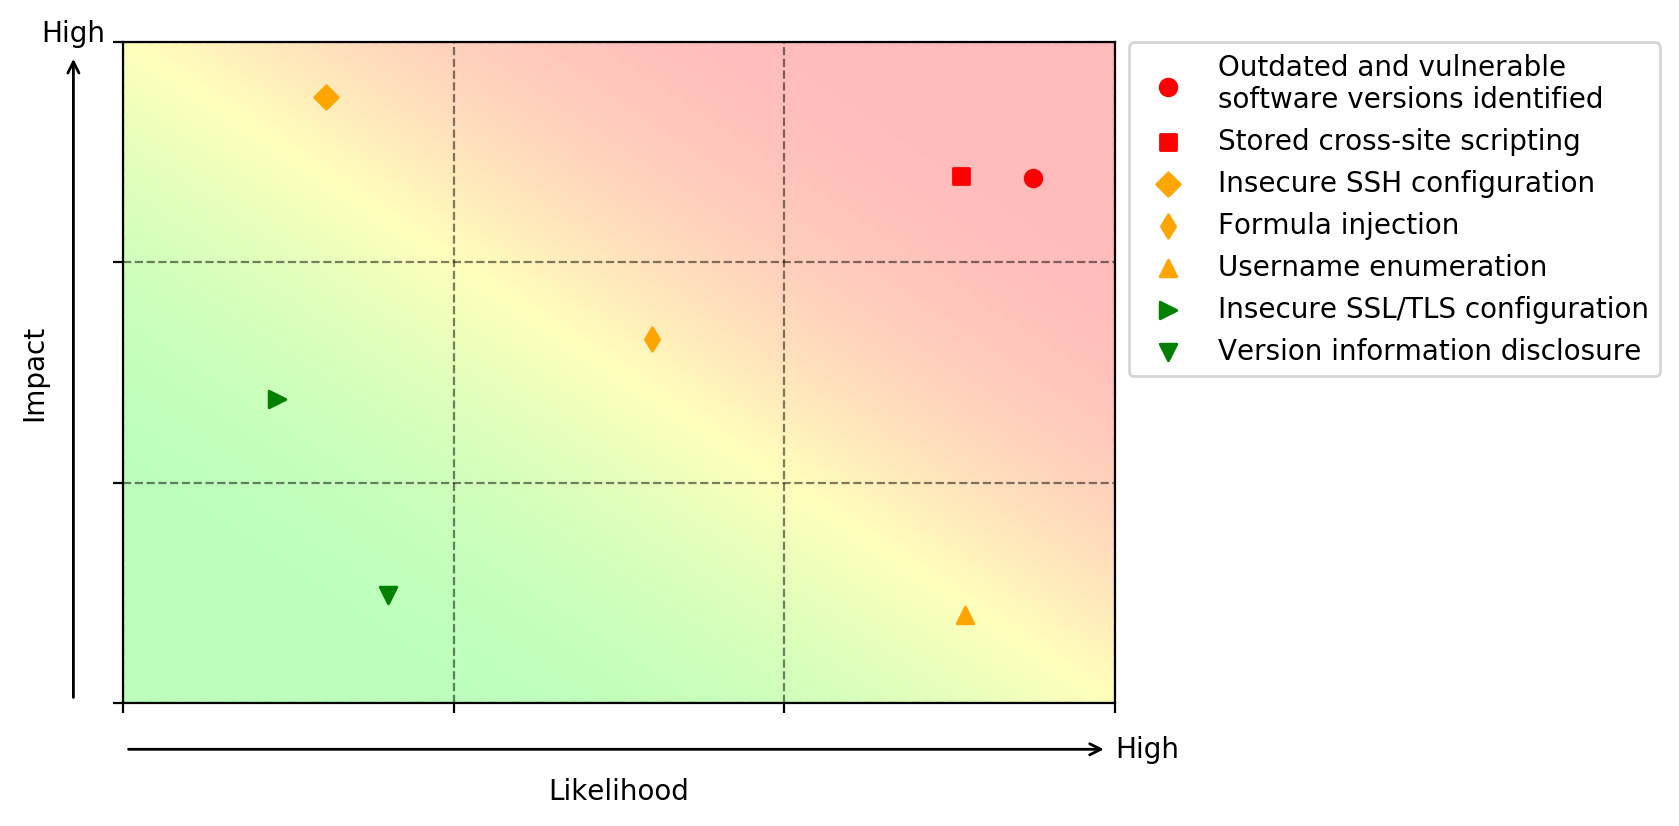 High
Impact
High
Likelihood
Outdated and vulnerable
software versions identified
Stored cross-site scripting
Insecure SSH configuration
Formula injection
Username enumeration
Insecure SSL/TLS configuration
Version information disclosure